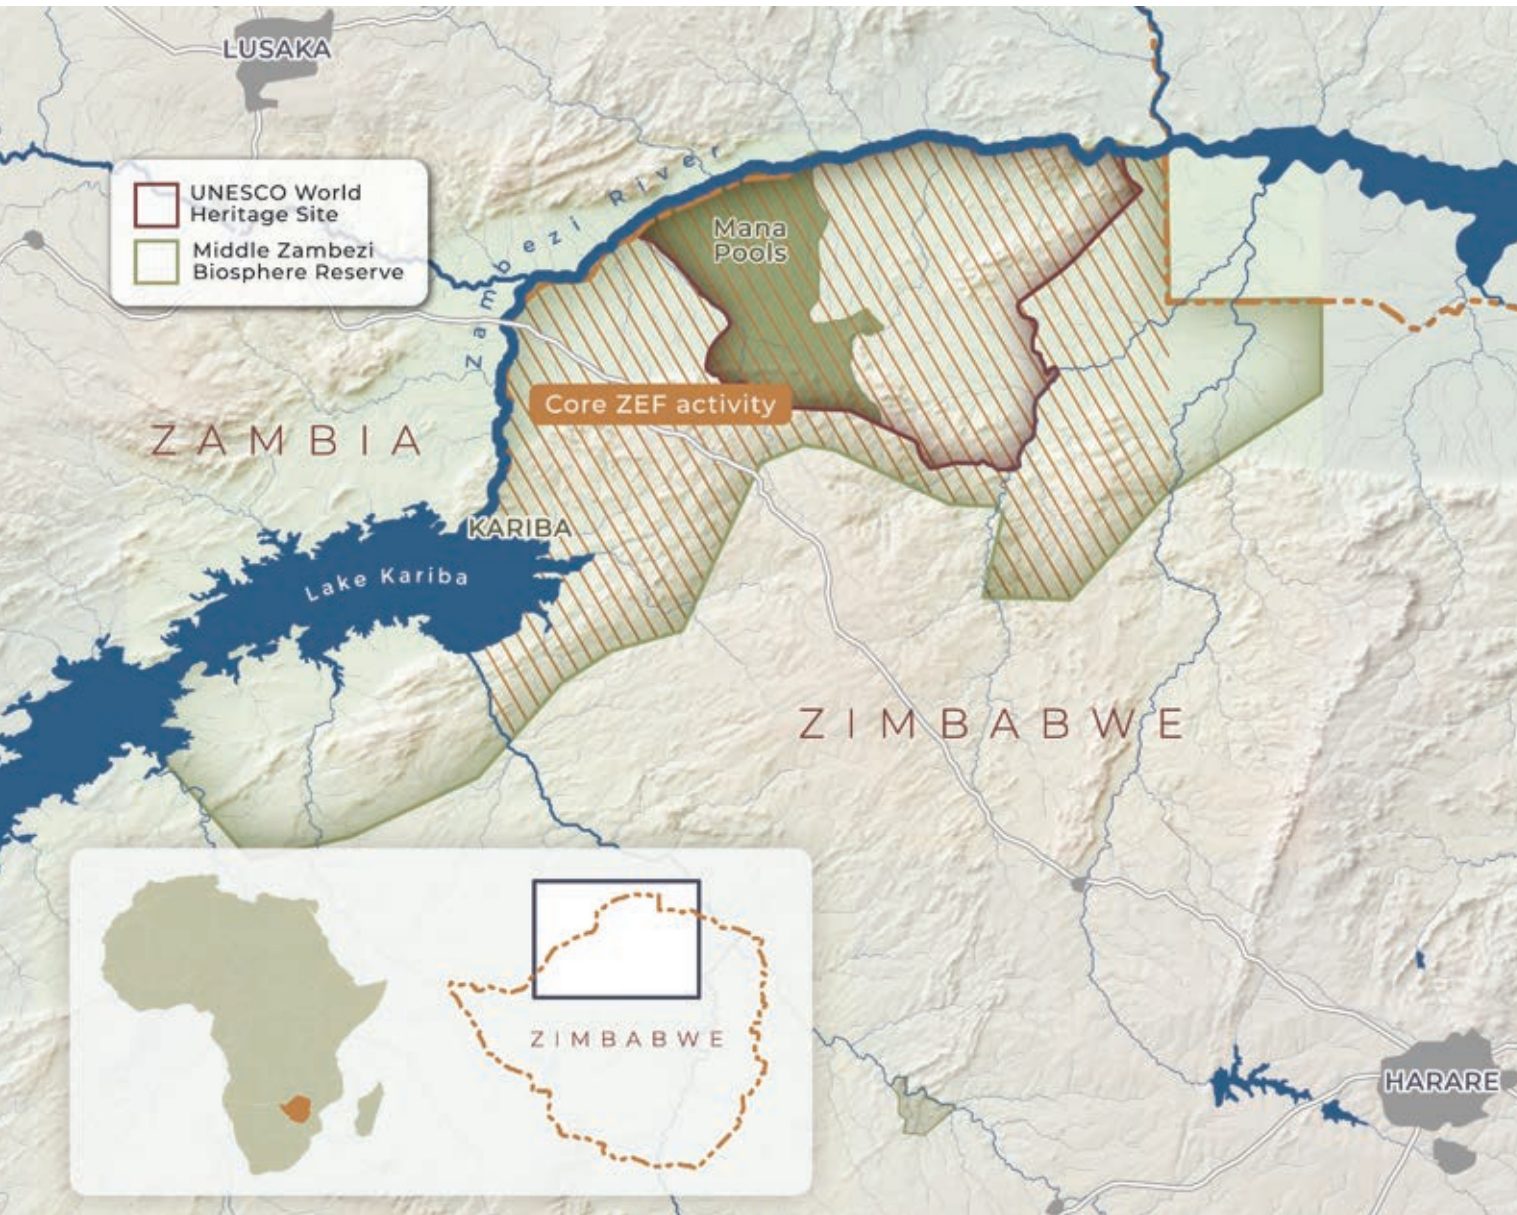 LUSAKA
UNESCO World
Heritage Site
Middle Zambezi
Biosphere Reserve
Zambezi River
Mana
Pools
Core ZEF activity
ZAMBIA
KARIBA
Lake Kariba
ZIMBABWE
ZIMBABWE
HARARE